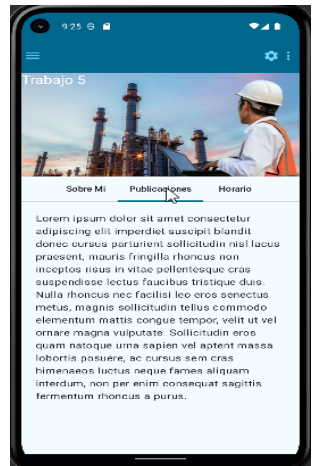 9:25
Trabajo 5
Sobre Mi Publicaciones Horario
Lorem ipsum dolor sit amet consectetur
adipiscing elit imperdiet suscipit blandit
donec cursus parturient sollicitudin nisl lacus
praesent, mauris fringilla rhoncus non
inceptos risus in vitae pellentesque cras
suspendisse lectus faucibus tristique duis.
Nulla rhoncus nec facilisi leo eros senectus
metus, magnis sollicitudin tellus commodo
elementum mattis congue tempor, velit ut vel
ornare magna vulputate. Sollicitudin eros
quam natoque urna sapien vel aptent massa
lobortis posuere, ac cursus sem cras
himenaeos luctus neque fames aliquam
interdum, non per enim consequat sagittis
fermentum rhoncus a purus.